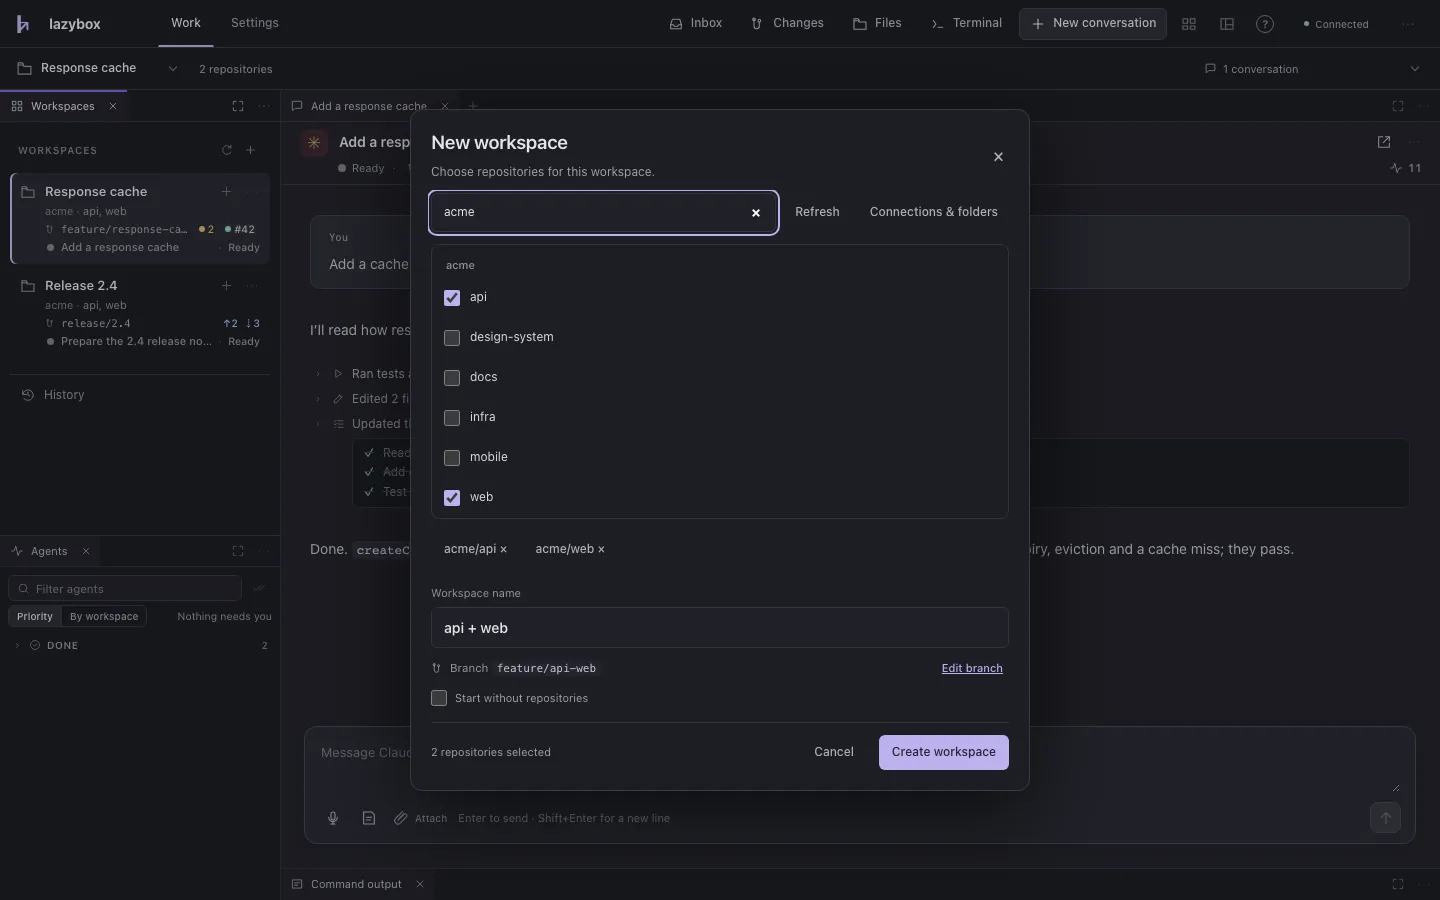 lazybox
Work
Settings
Inbox
Changes
Files
Terminal
New conversation
Connected
Response cache
2 repositories
1 conversation
Workspaces
Add a response cache
WORKSPACES
Response cache
acme · api, web
feature/response-ca… 2 #42
Add a response cache · Ready
Release 2.4
acme · api, web
release/2.4 ↑2 ↓3
Prepare the 2.4 release no… · Ready
History
Agents
Filter agents
Priority
By workspace
Nothing needs you
DONE 2
Add a resp
Ready ·
11
You
Add a cache
I'll read how res
Ran tests
Edited 2 fi
Updated t
Read
Add
Test
Done. createC
iry, eviction and a cache miss; they pass.
Message Claud
Attach
Enter to send · Shift+Enter for a new line
Command output
New workspace
Choose repositories for this workspace.
acme
Refresh
Connections & folders
acme
api
design-system
docs
infra
mobile
web
acme/api ×
acme/web ×
Workspace name
api + web
Branch feature/api-web
Edit branch
Start without repositories
2 repositories selected
Cancel
Create workspace